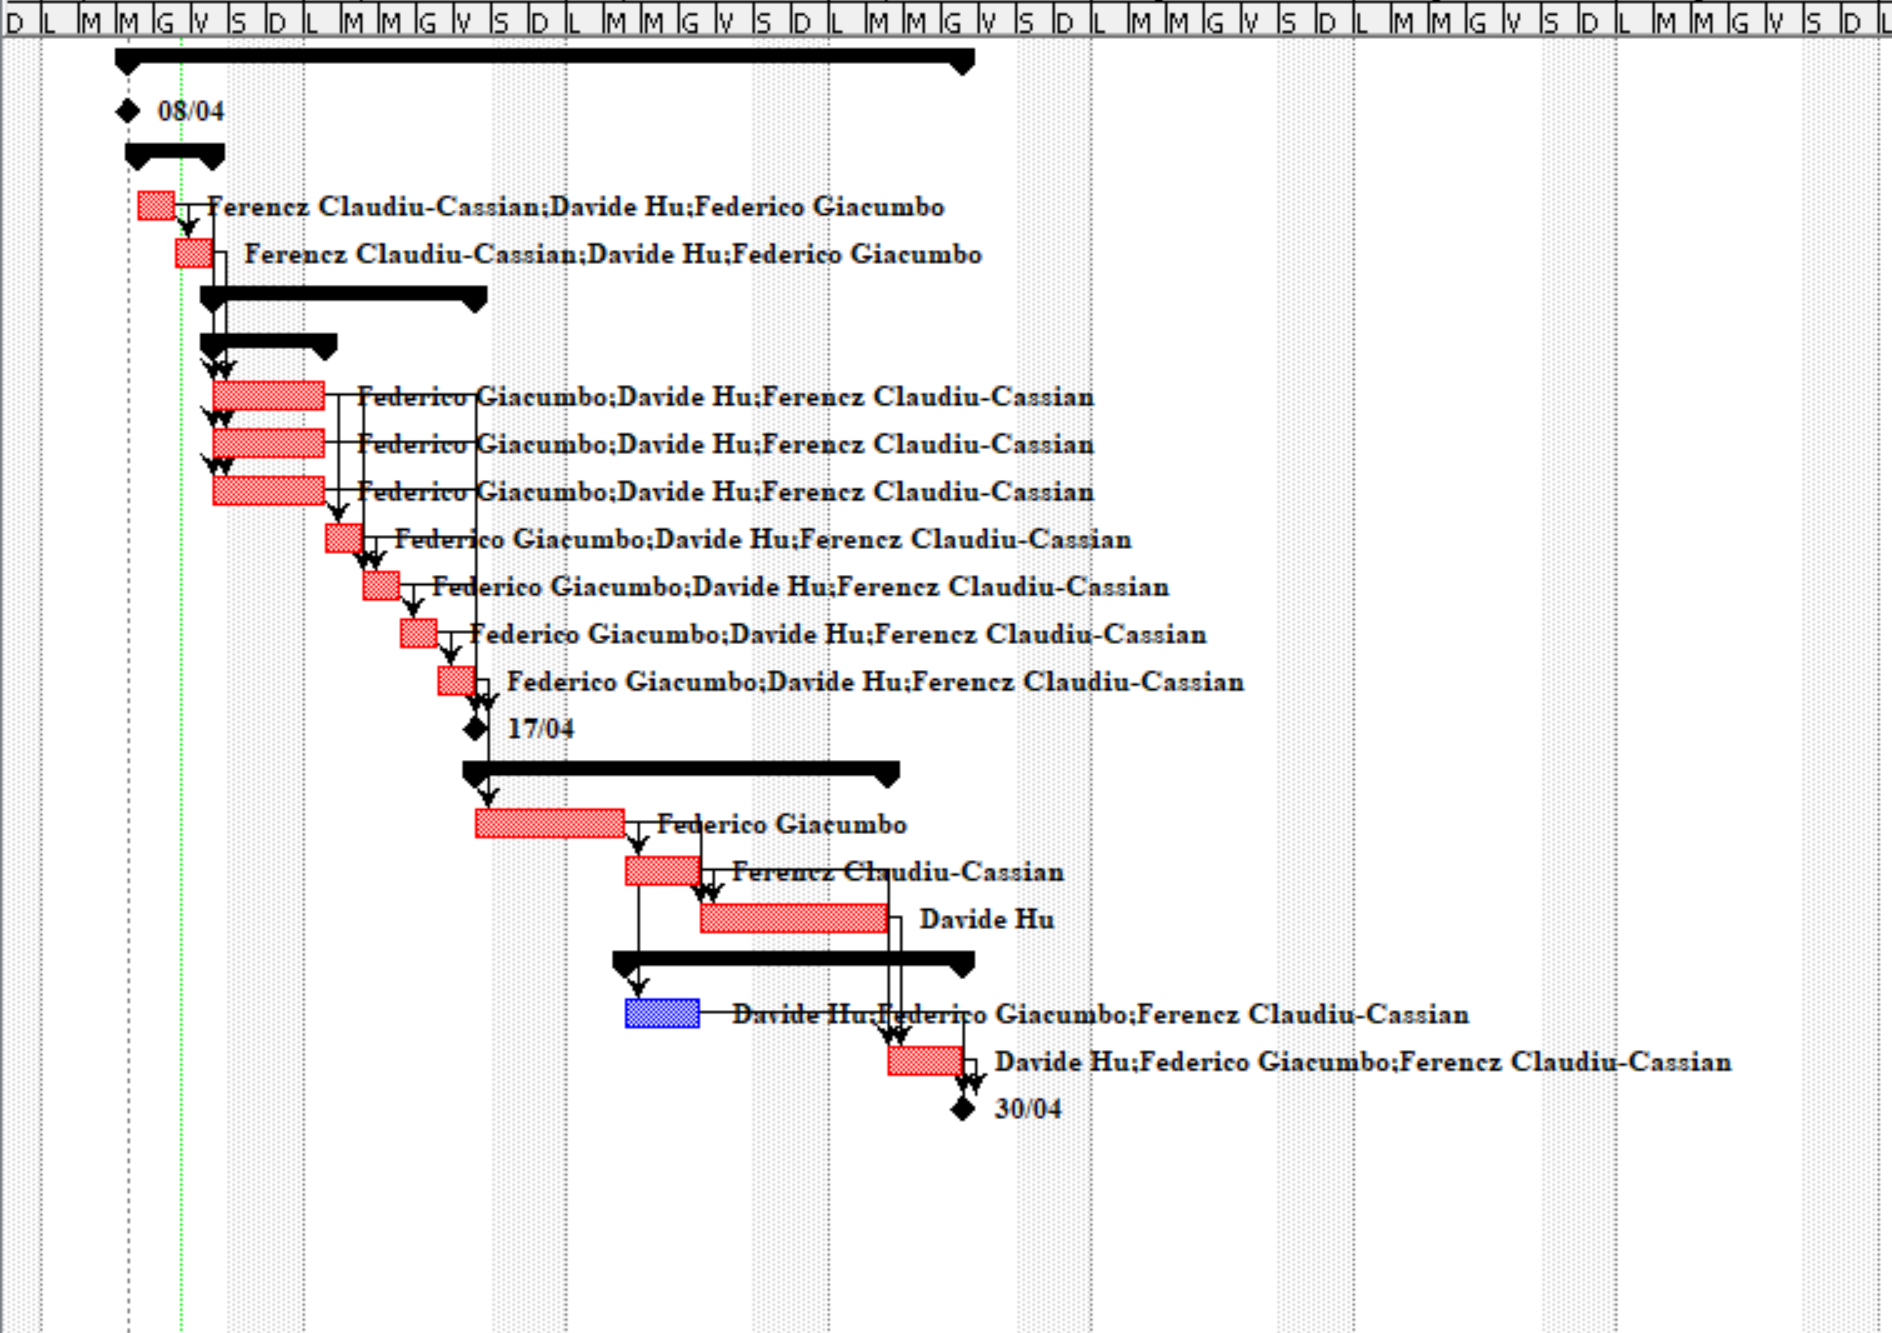 D L M M G V S D L M M G V S D L M M G V S D L M M G V S D L M M G V S D L M M G V S D L M M G V S D L
08/04
Ferencz Claudiu-Cassian;Davide Hu;Federico Giacumbo
Ferencz Claudiu-Cassian;Davide Hu;Federico Giacumbo
Federico Giacumbo;Davide Hu;Ferencz Claudiu-Cassian
Federico Giacumbo;Davide Hu;Ferencz Claudiu-Cassian
Federico Giacumbo;Davide Hu;Ferencz Claudiu-Cassian
Federico Giacumbo;Davide Hu;Ferencz Claudiu-Cassian
Federico Giacumbo;Davide Hu;Ferencz Claudiu-Cassian
Federico Giacumbo;Davide Hu;Ferencz Claudiu-Cassian
Federico Giacumbo;Davide Hu;Ferencz Claudiu-Cassian
17/04
Federico Giacumbo
Ferencz Claudiu-Cassian
Davide Hu
Davide Hu;Federico Giacumbo;Ferencz Claudiu-Cassian
Davide Hu;Federico Giacumbo;Ferencz Claudiu-Cassian
30/04